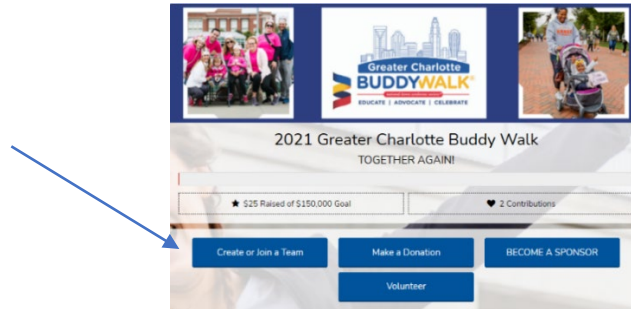 Greater Charlotte
BUDDYWALK®
EDUCATE | ADVOCATE | CELEBRATE
2021 Greater Charlotte Buddy Walk
TOGETHER AGAIN!
$25 Raised of $150,000 Goal
2 Contributions
Create or Join a Team
Make a Donation
BECOME A SPONSOR
Volunteer